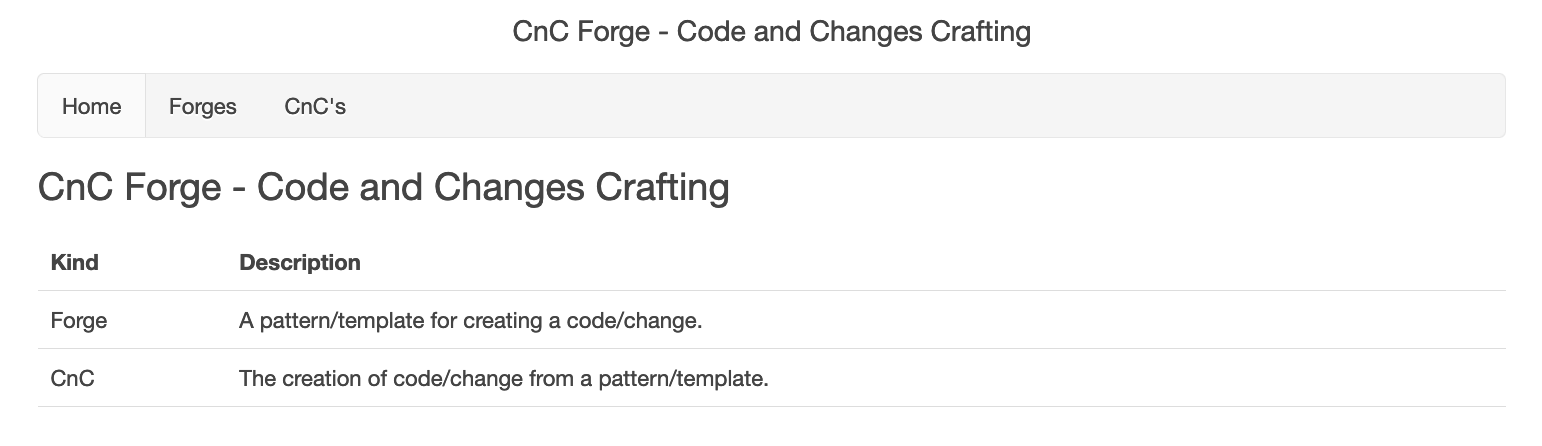 CnC Forge - Code and Changes Crafting
Home Forges CnC's
CnC Forge - Code and Changes Crafting
Kind Description
Forge A pattern/template for creating a code/change.
CnC The creation of code/change from a pattern/template.